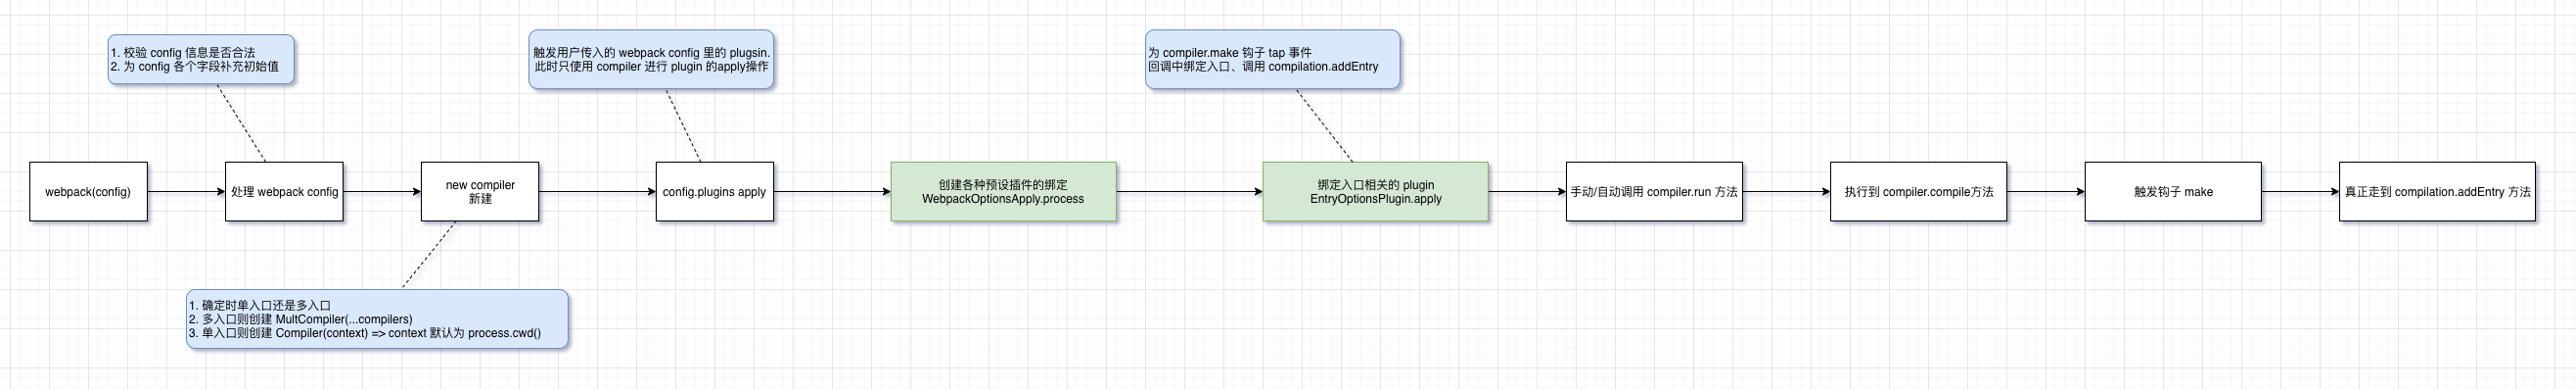 1. 校验 config 信息是否合法
2. 为 config 各个字段补充初始值
触发用户传入的 webpack config 里的 plugsin.
此时只使用 compiler 进行 plugin 的apply操作
为 compiler.make 钩子 tap 事件
回调中绑定入口、调用 compilation.addEntry
webpack(config)
处理 webpack config
new compiler
新建
config.plugins apply
创建各种预设插件的绑定
WebpackOptionsApply.process
绑定入口相关的 plugin
EntryOptionsPlugin.apply
手动/自动调用 compiler.run 方法
执行到 compiler.compile方法
触发钩子 make
真正走到 compilation.addEntry 方法
1. 确定时单入口还是多入口
2. 多入口则创建 MultCompiler(...compilers)
3. 单入口则创建 Compiler(context) => context 默认为 process.cwd()